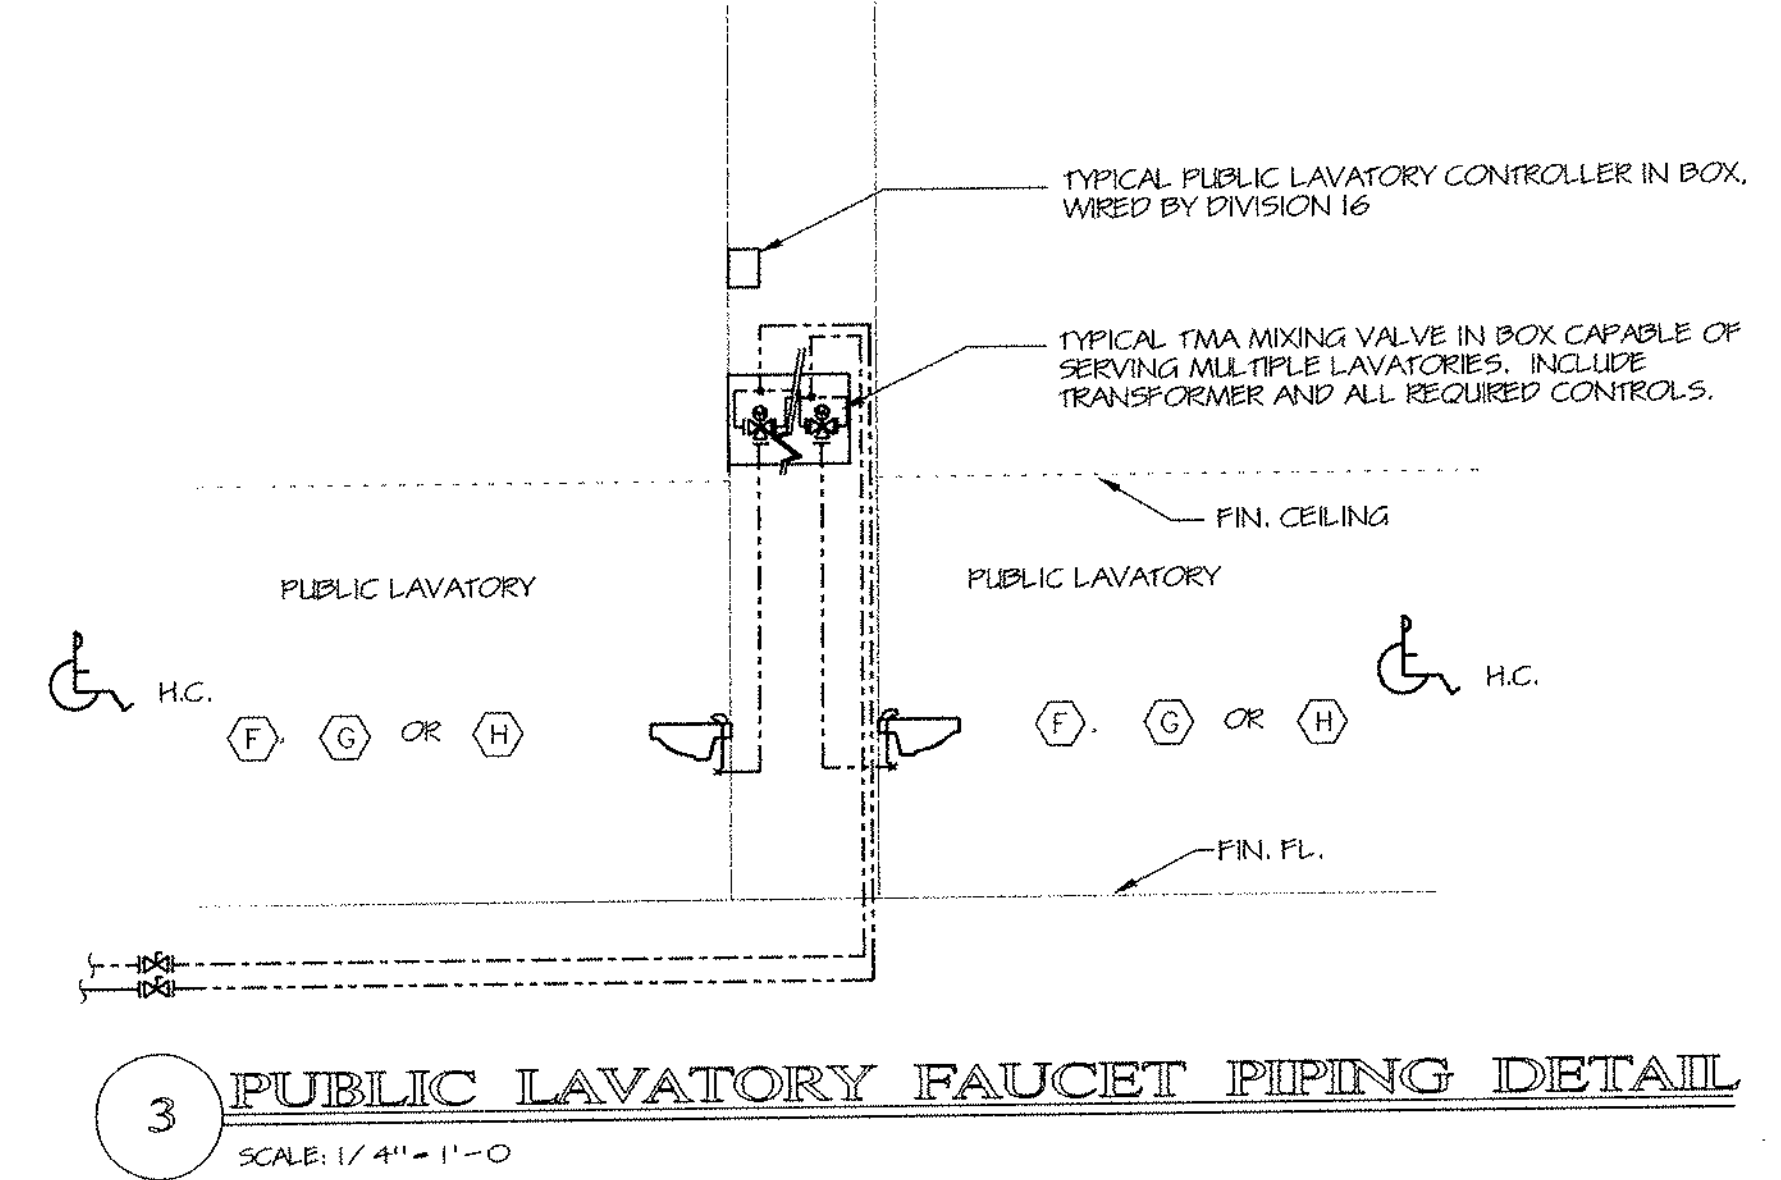 TYPICAL PUBLIC LAVATORY CONTROLLER IN BOX,
WIRED BY DIVISION 16
TYPICAL TMA MIXING VALVE IN BOX CAPABLE OF
SERVING MULTIPLE LAVATORIES. INCLUDE
TRANSFORMER AND ALL REQUIRED CONTROLS.
FIN. CEILING
PUBLIC LAVATORY
PUBLIC LAVATORY
H.C.
H.C.
F, G OR H
F, G OR H
FIN. FL.
3 PUBLIC LAVATORY FAUCET PIPING DETAIL
SCALE: 1/4"=1'-0